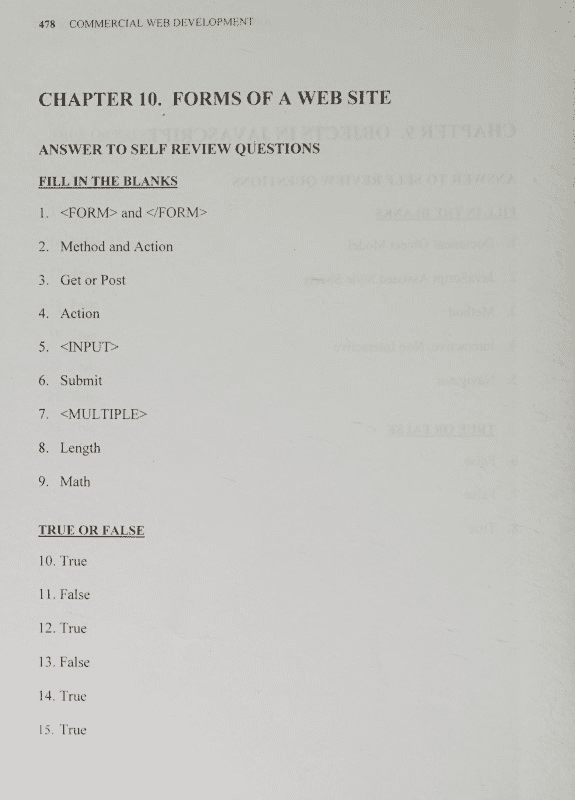 478 COMMERCIAL WEB DEVELOPMENT
CHAPTER 10. FORMS OF A WEB SITE
ANSWER TO SELF REVIEW QUESTIONS
FILL IN THE BLANKS
1. <FORM> and </FORM>
2. Method and Action
3. Get or Post
4. Action
5. <INPUT>
6. Submit
7. <MULTIPLE>
8. Length
9. Math
TRUE OR FALSE
10. True
11. False
12. True
13. False
14. True
15. True